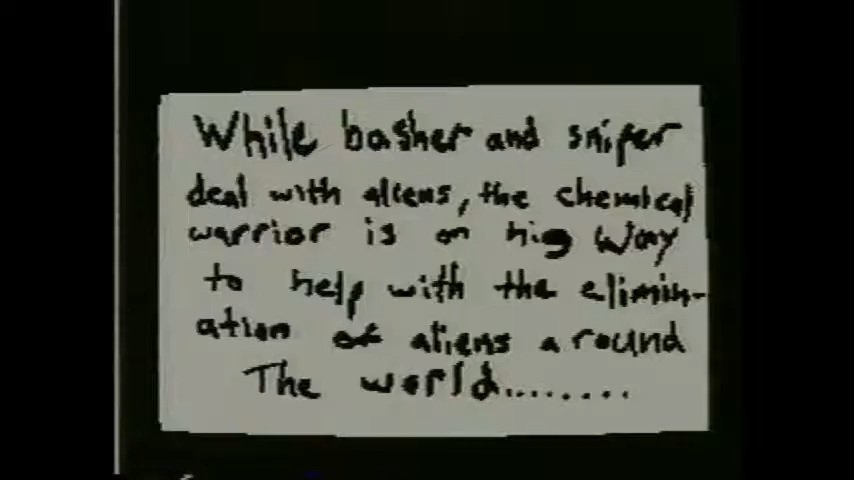 While basher and sniper
deal with aliens, the chemical
warrior is on his way
to help with the elimin-
ation of aliens around
The world........